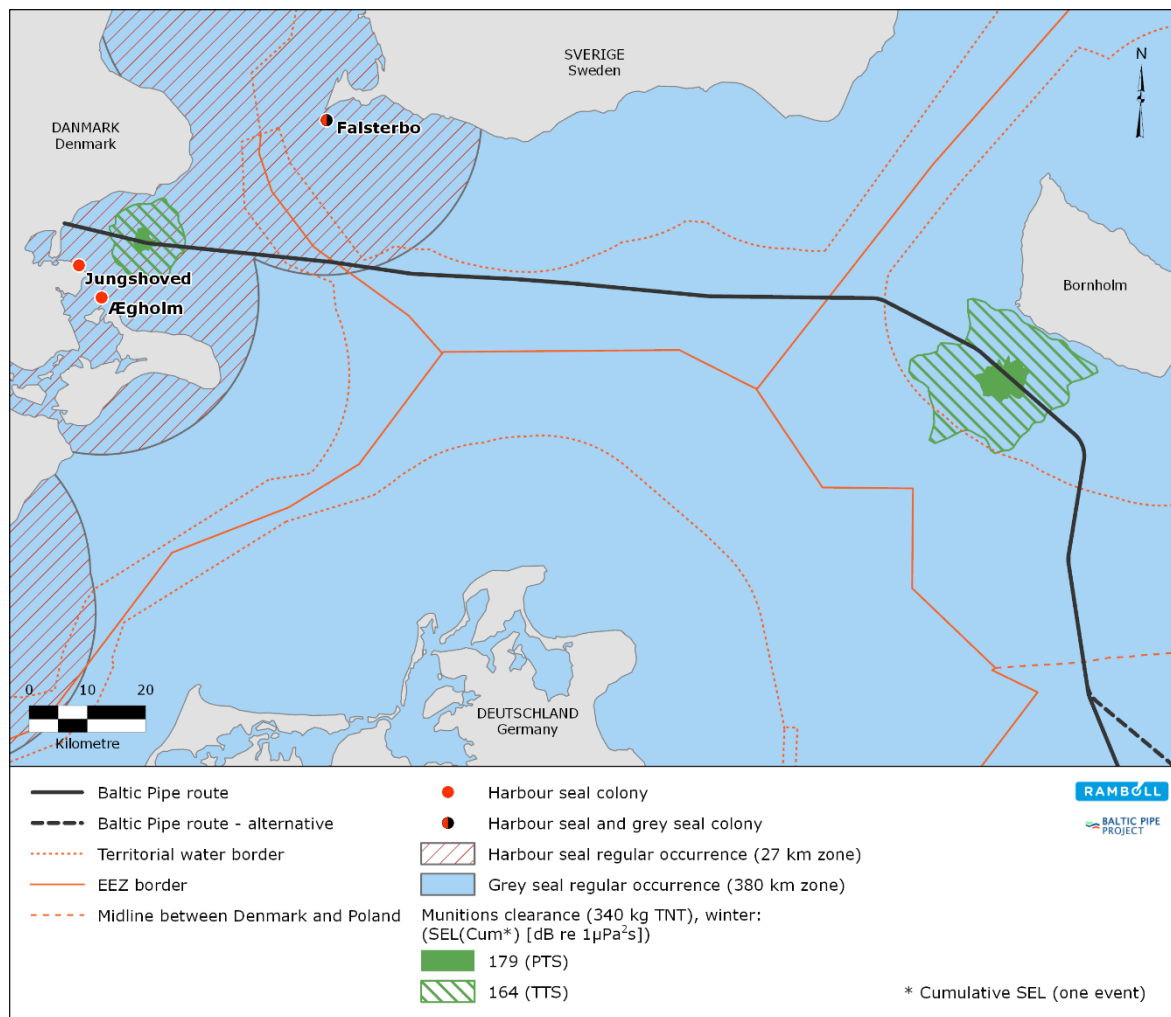 SVERIGE
Sweden
N
DANMARK
Denmark
Falsterbo
Jungshoved
Ægholm
Bornholm
0 10 20
Kilometre
DEUTSCHLAND
Germany
Baltic Pipe route
Baltic Pipe route - alternative
Territorial water border
EEZ border
Midline between Denmark and Poland
Harbour seal colony
Harbour seal and grey seal colony
Harbour seal regular occurrence (27 km zone)
Grey seal regular occurrence (380 km zone)
Munitions clearance (340 kg TNT), winter:
(SEL(Cum*) [dB re 1µPa²s])
179 (PTS)
164 (TTS)
RAMBOLL
BALTIC PIPE
PROJECT
* Cumulative SEL (one event)